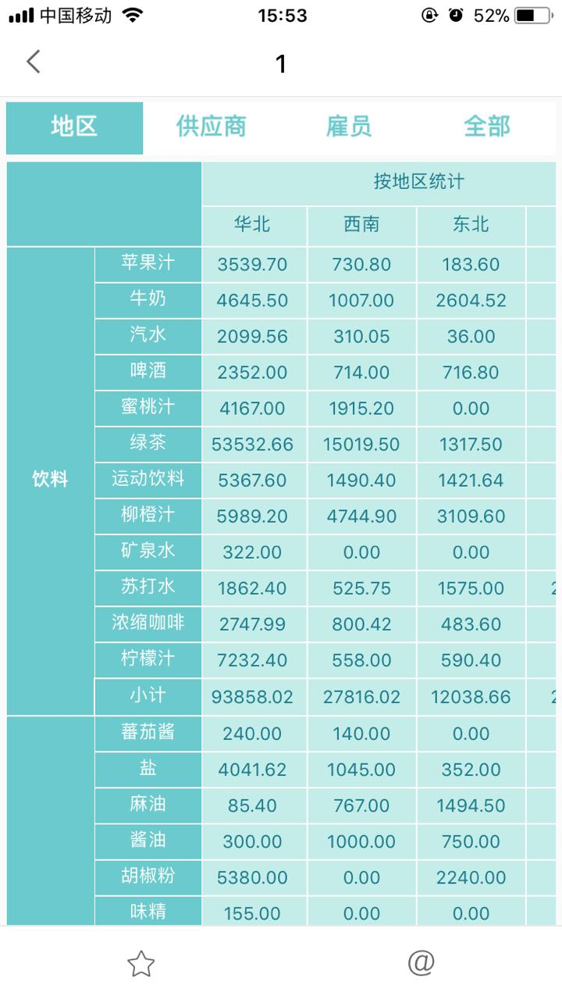 中国移动 15:53 52%
1
地区 供应商 雇员 全部
按地区统计
华北 西南 东北
饮料
苹果汁 3539.70 730.80 183.60
牛奶 4645.50 1007.00 2604.52
汽水 2099.56 310.05 36.00
啤酒 2352.00 714.00 716.80
蜜桃汁 4167.00 1915.20 0.00
绿茶 53532.66 15019.50 1317.50
运动饮料 5367.60 1490.40 1421.64
柳橙汁 5989.20 4744.90 3109.60
矿泉水 322.00 0.00 0.00
苏打水 1862.40 525.75 1575.00
浓缩咖啡 2747.99 800.42 483.60
柠檬汁 7232.40 558.00 590.40
小计 93858.02 27816.02 12038.66
蕃茄酱 240.00 140.00 0.00
盐 4041.62 1045.00 352.00
麻油 85.40 767.00 1494.50
酱油 300.00 1000.00 750.00
胡椒粉 5380.00 0.00 2240.00
味精 155.00 0.00 0.00
@